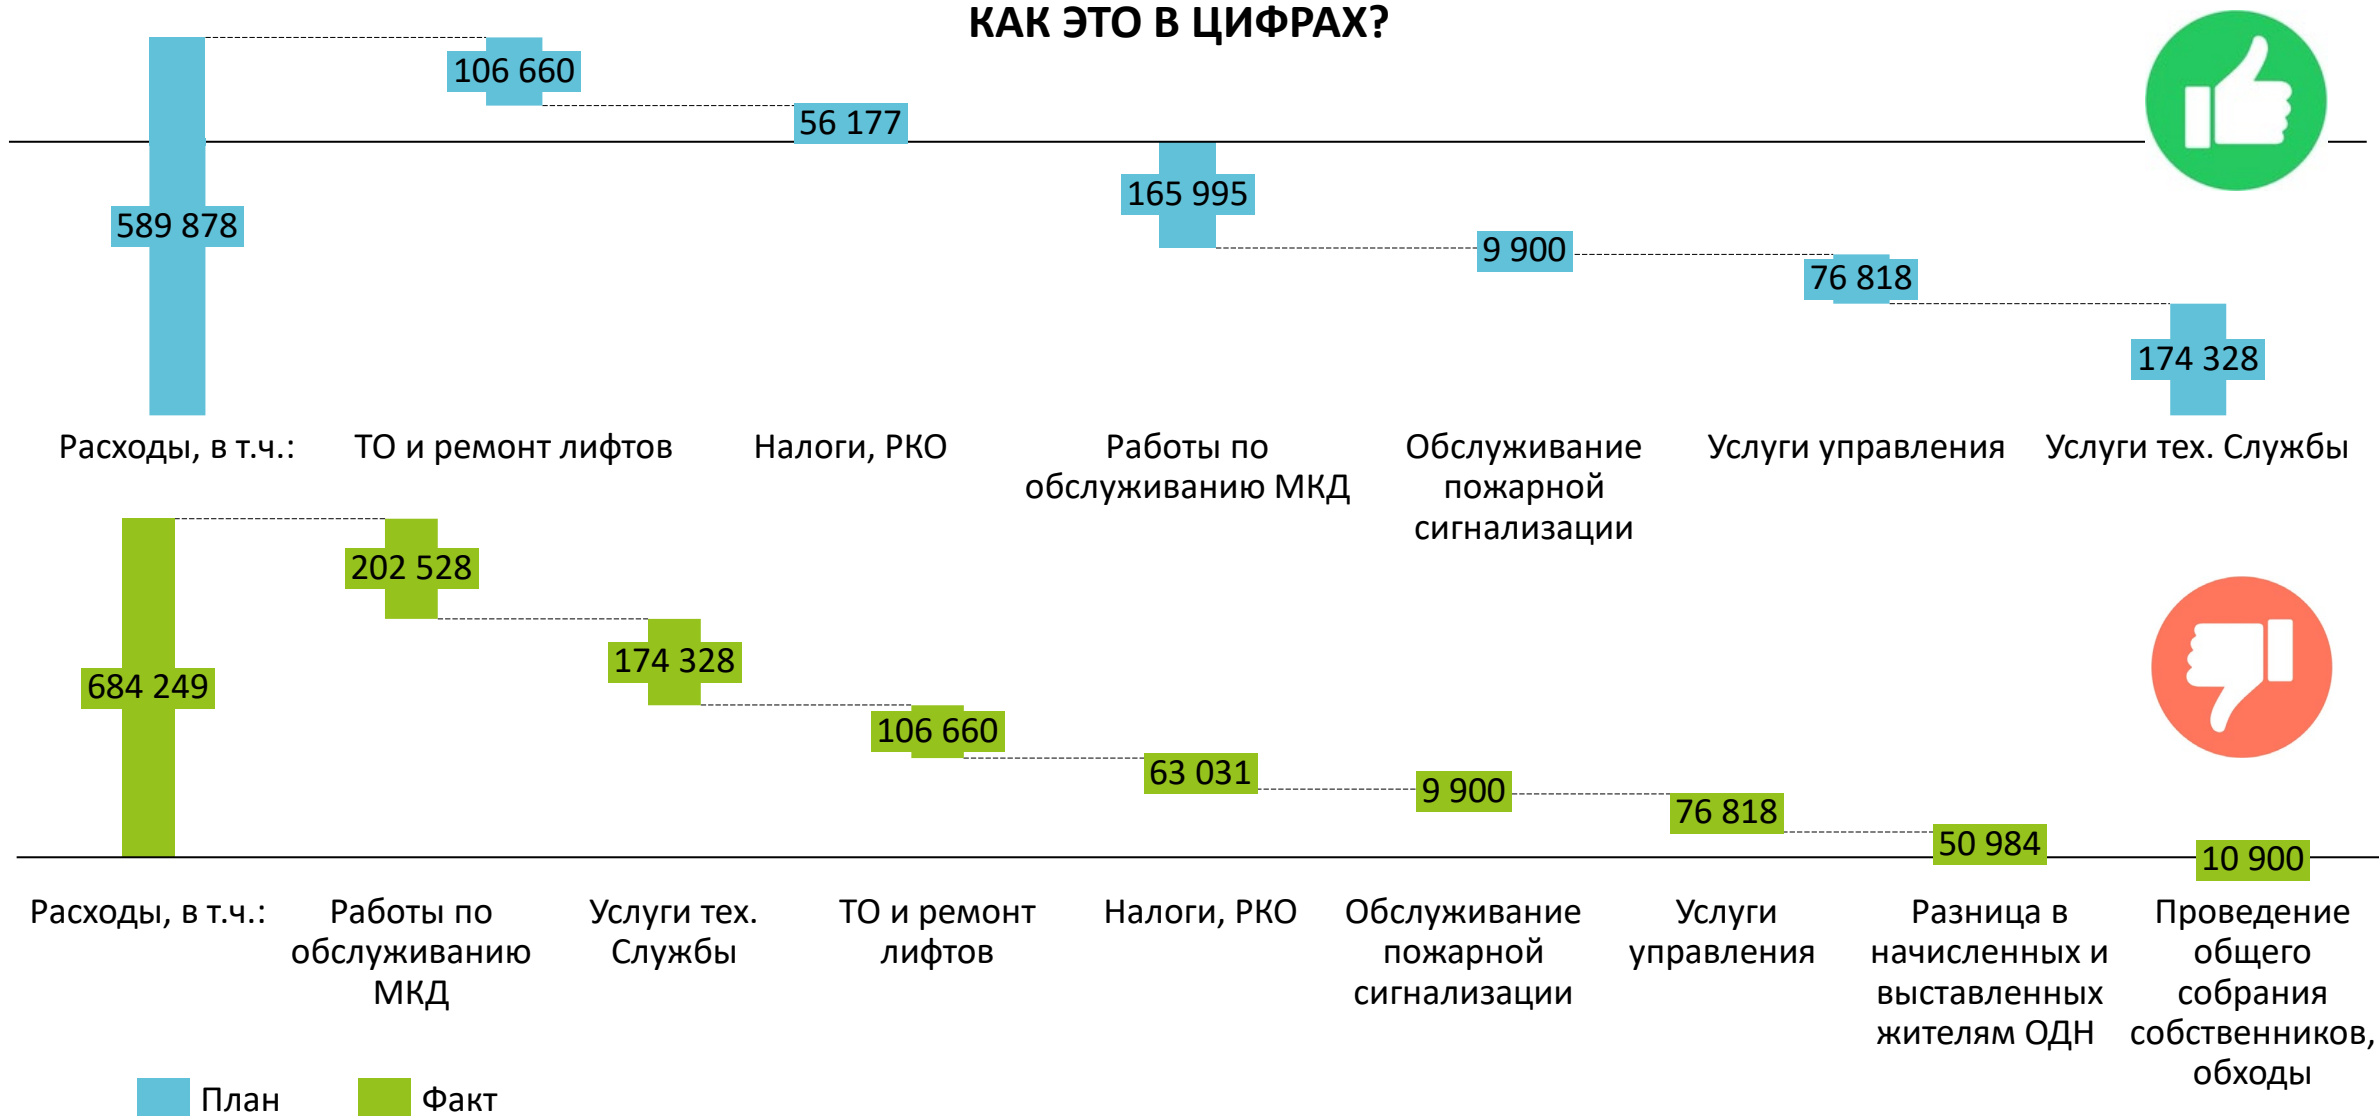 КАК ЭТО В ЦИФРАХ?
106 660
56 177
165 995
589 878
9 900
76 818
174 328
Расходы, в т.ч.:
ТО и ремонт лифтов
Налоги, РКО
Работы по
обслуживанию МКД
Обслуживание
пожарной
сигнализации
Услуги управления
Услуги тех. Службы
202 528
174 328
684 249
106 660
63 031
9 900
76 818
50 984
10 900
Расходы, в т.ч.:
Работы по
обслуживанию
МКД
Услуги тех.
Службы
ТО и ремонт
лифтов
Налоги, РКО
Обслуживание
пожарной
сигнализации
Услуги
управления
Разница в
начисленных и
выставленных
жителям ОДН
Проведение
общего
собрания
собственников,
обходы
План
Факт